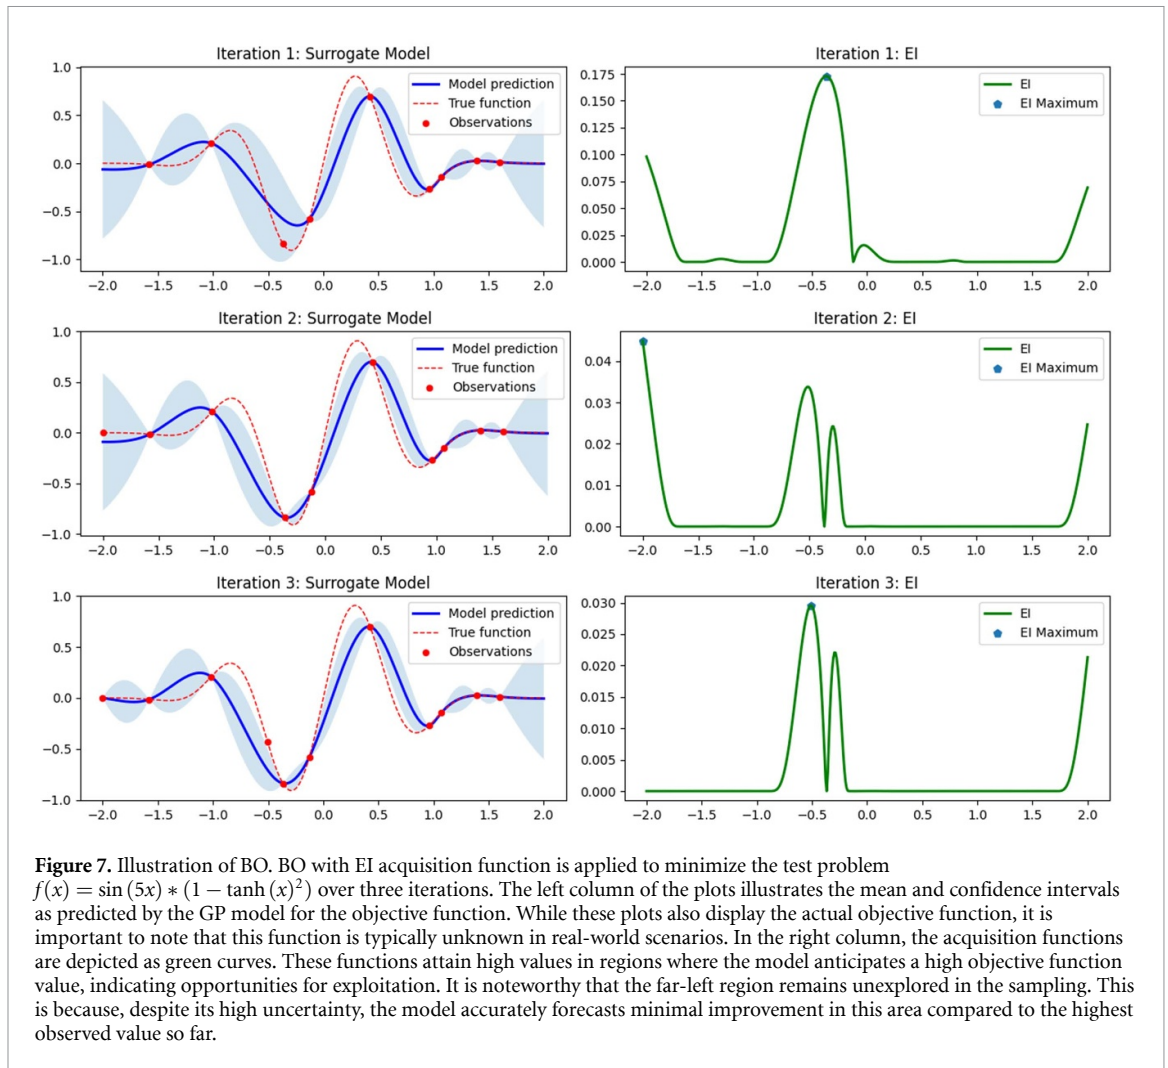 Iteration 1: Surrogate Model
1.0
0.5
0.0
−0.5
−1.0
−2.0 −1.5 −1.0 −0.5 0.0 0.5 1.0 1.5 2.0
Model prediction
True function
Observations
Iteration 1: EI
0.175
0.150
0.125
0.100
0.075
0.050
0.025
0.000
−2.0 −1.5 −1.0 −0.5 0.0 0.5 1.0 1.5 2.0
EI
EI Maximum
Iteration 2: Surrogate Model
1.0
0.5
0.0
−0.5
−1.0
−2.0 −1.5 −1.0 −0.5 0.0 0.5 1.0 1.5 2.0
Model prediction
True function
Observations
Iteration 2: EI
0.04
0.03
0.02
0.01
0.00
−2.0 −1.5 −1.0 −0.5 0.0 0.5 1.0 1.5 2.0
EI
EI Maximum
Iteration 3: Surrogate Model
1.0
0.5
0.0
−0.5
−1.0
−2.0 −1.5 −1.0 −0.5 0.0 0.5 1.0 1.5 2.0
Model prediction
True function
Observations
Iteration 3: EI
0.030
0.025
0.020
0.015
0.010
0.005
0.000
−2.0 −1.5 −1.0 −0.5 0.0 0.5 1.0 1.5 2.0
EI
EI Maximum
Figure 7. Illustration of BO. BO with EI acquisition function is applied to minimize the test problem
f(x) = sin (5x) ∗ (1 − tanh (x)²) over three iterations. The left column of the plots illustrates the mean and confidence intervals
as predicted by the GP model for the objective function. While these plots also display the actual objective function, it is
important to note that this function is typically unknown in real-world scenarios. In the right column, the acquisition functions
are depicted as green curves. These functions attain high values in regions where the model anticipates a high objective function
value, indicating opportunities for exploitation. It is noteworthy that the far-left region remains unexplored in the sampling. This
is because, despite its high uncertainty, the model accurately forecasts minimal improvement in this area compared to the highest
observed value so far.